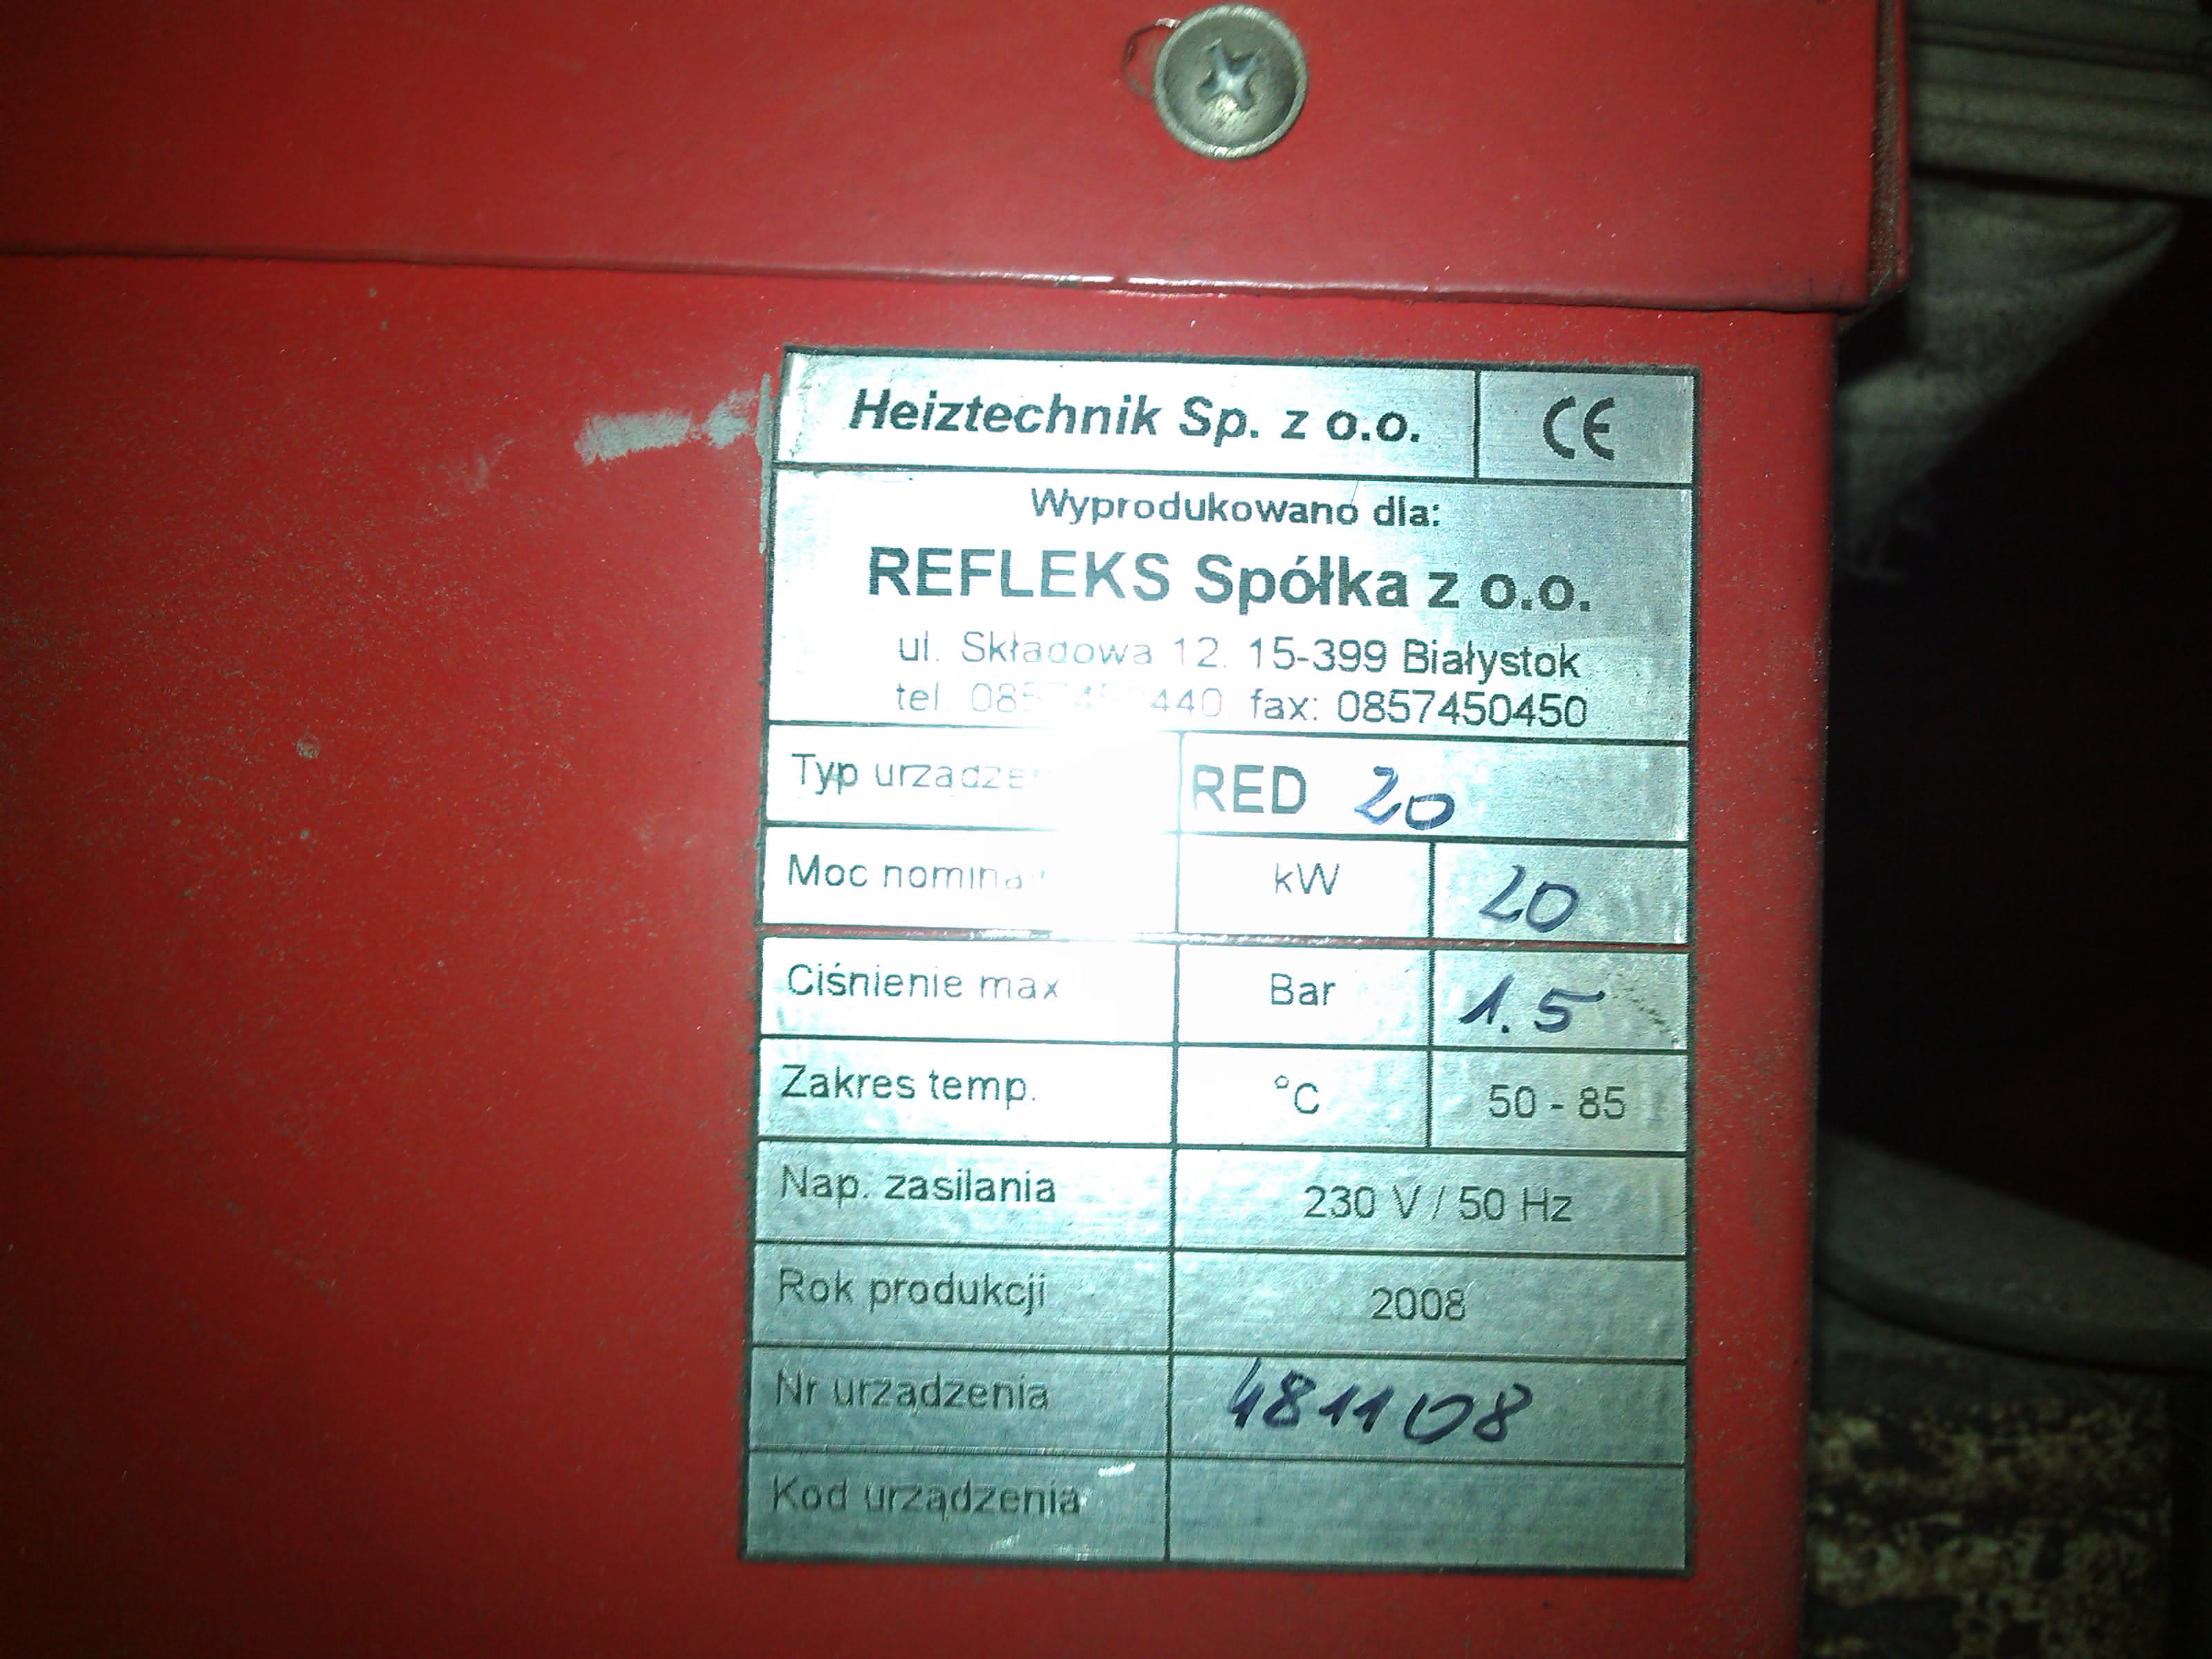 Heiztechnik Sp. z o.o. CE
Wyprodukowano dla:
REFLEKS Spółka z o.o.
ul. Składowa 12. 15-399 Białystok
tel fax: 0857450450
Typ RED 20
Moc kW 20
Ciśnienie max Bar 1.5
Zakres temp. °C 50 - 85
Nap. zasilania 230 V / 50 Hz
Rok produkcji 2008
Nr urządzenia 481108
Kod urządzenia